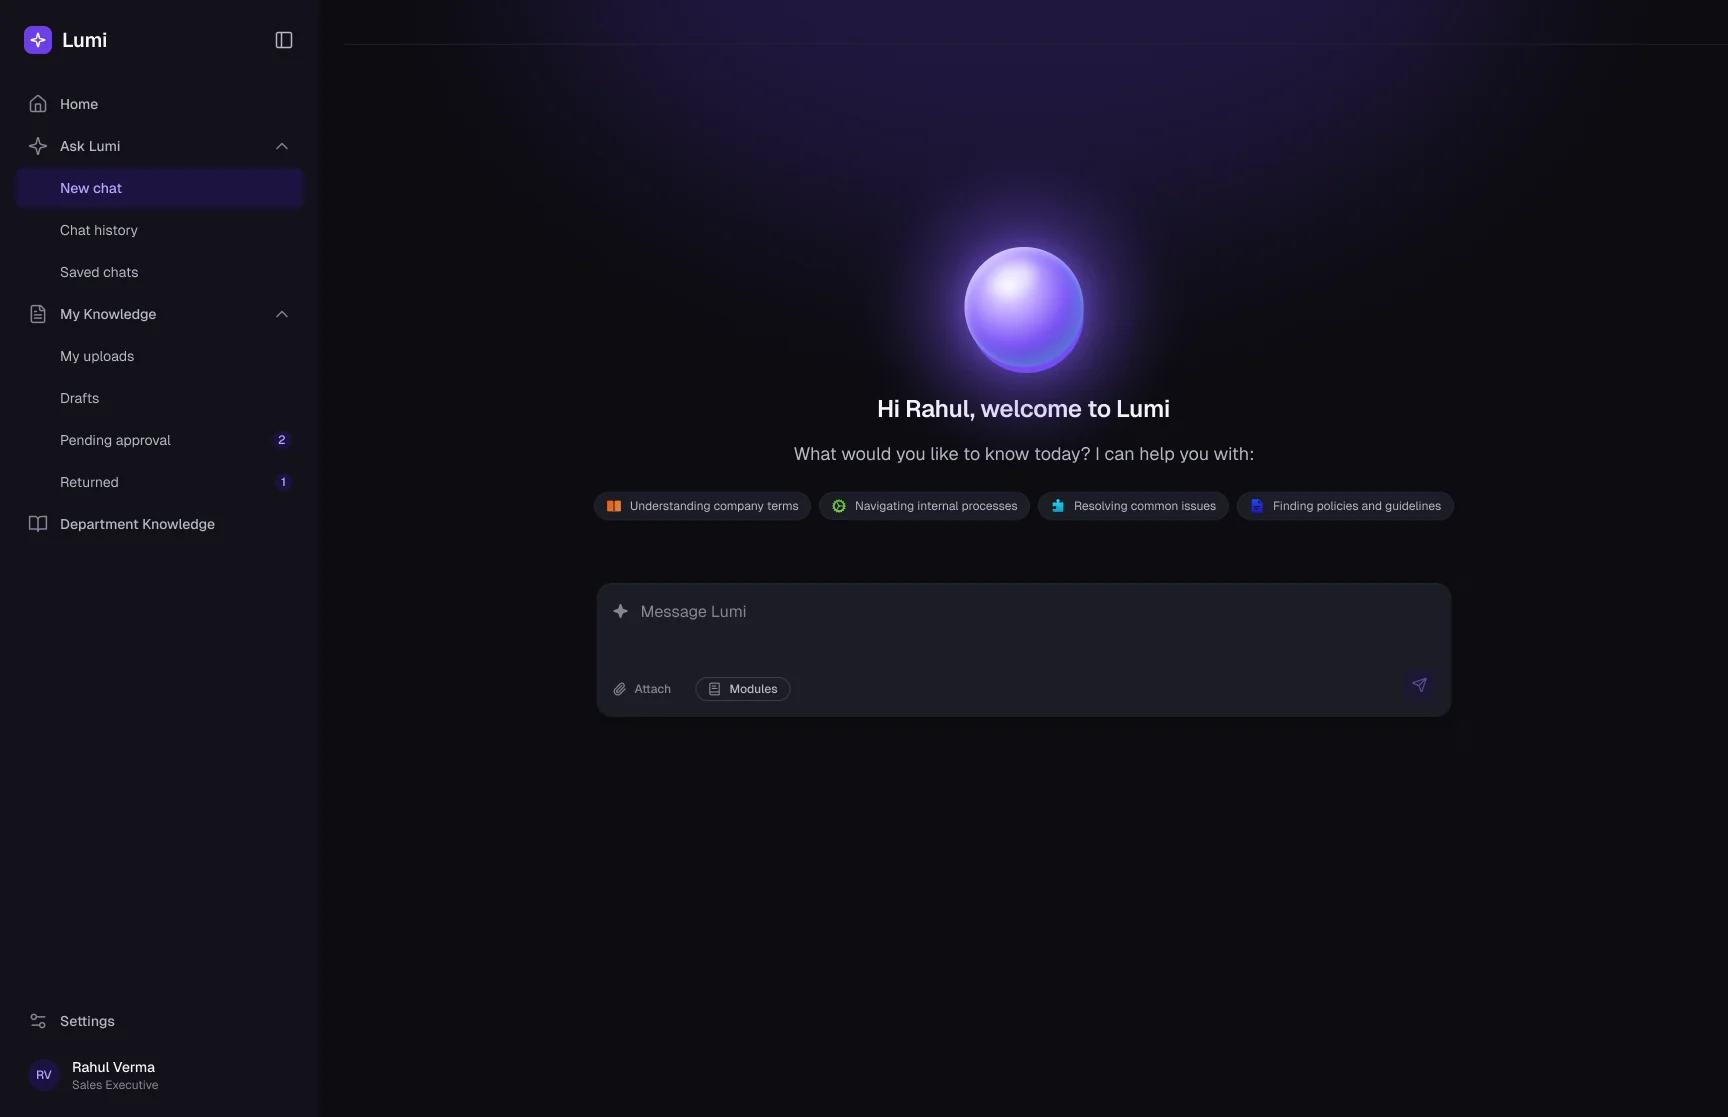 Lumi
Home
Ask Lumi
New chat
Chat history
Saved chats
My Knowledge
My uploads
Drafts
Pending approval 2
Returned 1
Department Knowledge
Settings
RV
Rahul Verma
Sales Executive
Hi Rahul, welcome to Lumi
What would you like to know today? I can help you with:
Understanding company terms Navigating internal processes Resolving common issues Finding policies and guidelines
Message Lumi
Attach Modules